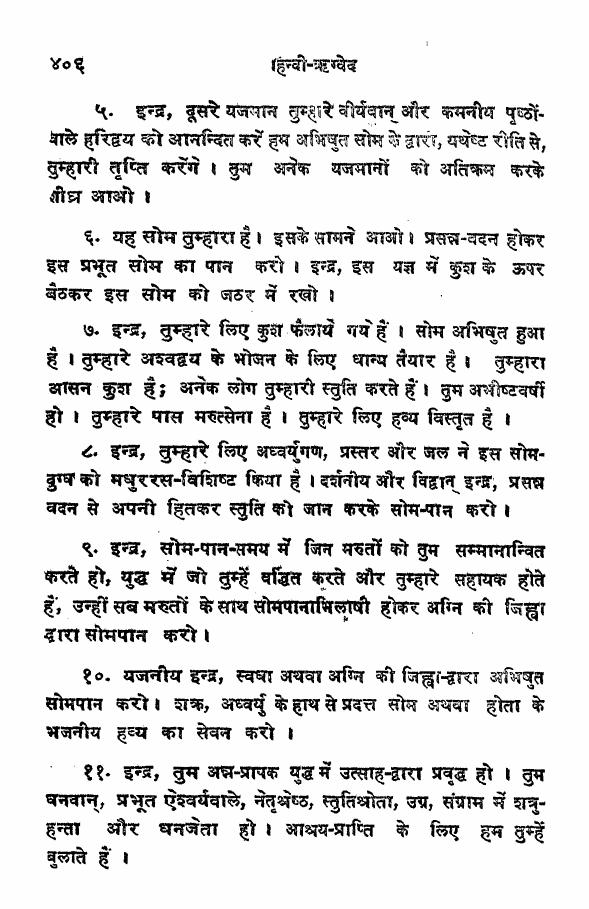 ४०६ हिन्दी-ऋग्वेद
५. इन्द्र, दूसरे यजमान तुम्हारे वीर्यवान् और कमनीय पृष्ठों-
वाले हरिद्वय को आनन्दित करें हम अभिषुत सोम के द्वारा, यथेष्ट रीति से,
तुम्हारी तृप्ति करेंगे । तुम अनेक यजमानों को अतिक्रम करके
शीघ्र आओ ।
६. यह सोम तुम्हारा है। इसके सामने आओ। प्रसन्न-वदन होकर
इस प्रभूत सोम का पान करो । इन्द्र, इस यज्ञ में कुश के ऊपर
बैठकर इस सोम को जठर में रखो ।
७. इन्द्र, तुम्हारे लिए कुश फैलाये गये हैं । सोम अभिषुत हुआ
है । तुम्हारे अश्वद्वय के भोजन के लिए धान्य तैयार है । तुम्हारा
आसन कुश है; अनेक लोग तुम्हारी स्तुति करते हैं। तुम अभीष्टवर्षी
हो । तुम्हारे पास मरुत्सेना है । तुम्हारे लिए हव्य विस्तृत है ।
८. इन्द्र, तुम्हारे लिए अध्वर्युगण, प्रस्तर और जल ने इस सोम-
दुग्ध को मधुररस-विशिष्ट किया है । दर्शनीय और विद्वान् इन्द्र, प्रसन्न
वदन से अपनी हितकर स्तुति को जान करके सोम-पान करो ।
९. इन्द्र, सोम-पान-समय में जिन मरुतों को तुम सम्मानान्वित
करते हो, युद्ध में जो तुम्हें वर्द्धित करते और तुम्हारे सहायक होते
हैं, उन्हीं सब मरुतों के साथ सोमपानाभिलाषी होकर अग्नि की जिह्वा
द्वारा सोमपान करो ।
१०. यजनीय इन्द्र, स्वधा अथवा अग्नि की जिह्वा-द्वारा अभिषुत
सोमपान करो। शक्र, अध्वर्यु के हाथ से प्रदत्त सोम अथवा होता के
भजनीय हव्य का सेवन करो ।
११. इन्द्र, तुम अन्न-प्रापक युद्ध में उत्साह-द्वारा प्रवृद्ध हो । तुम
धनवान्, प्रभूत ऐश्वर्यवाले, नेतृश्रेष्ठ, स्तुतिश्रोता, उग्र, संग्राम में शत्रु-
हन्ता और धनजेता हो । आश्रय-प्राप्ति के लिए हम तुम्हें
बुलाते हैं ।